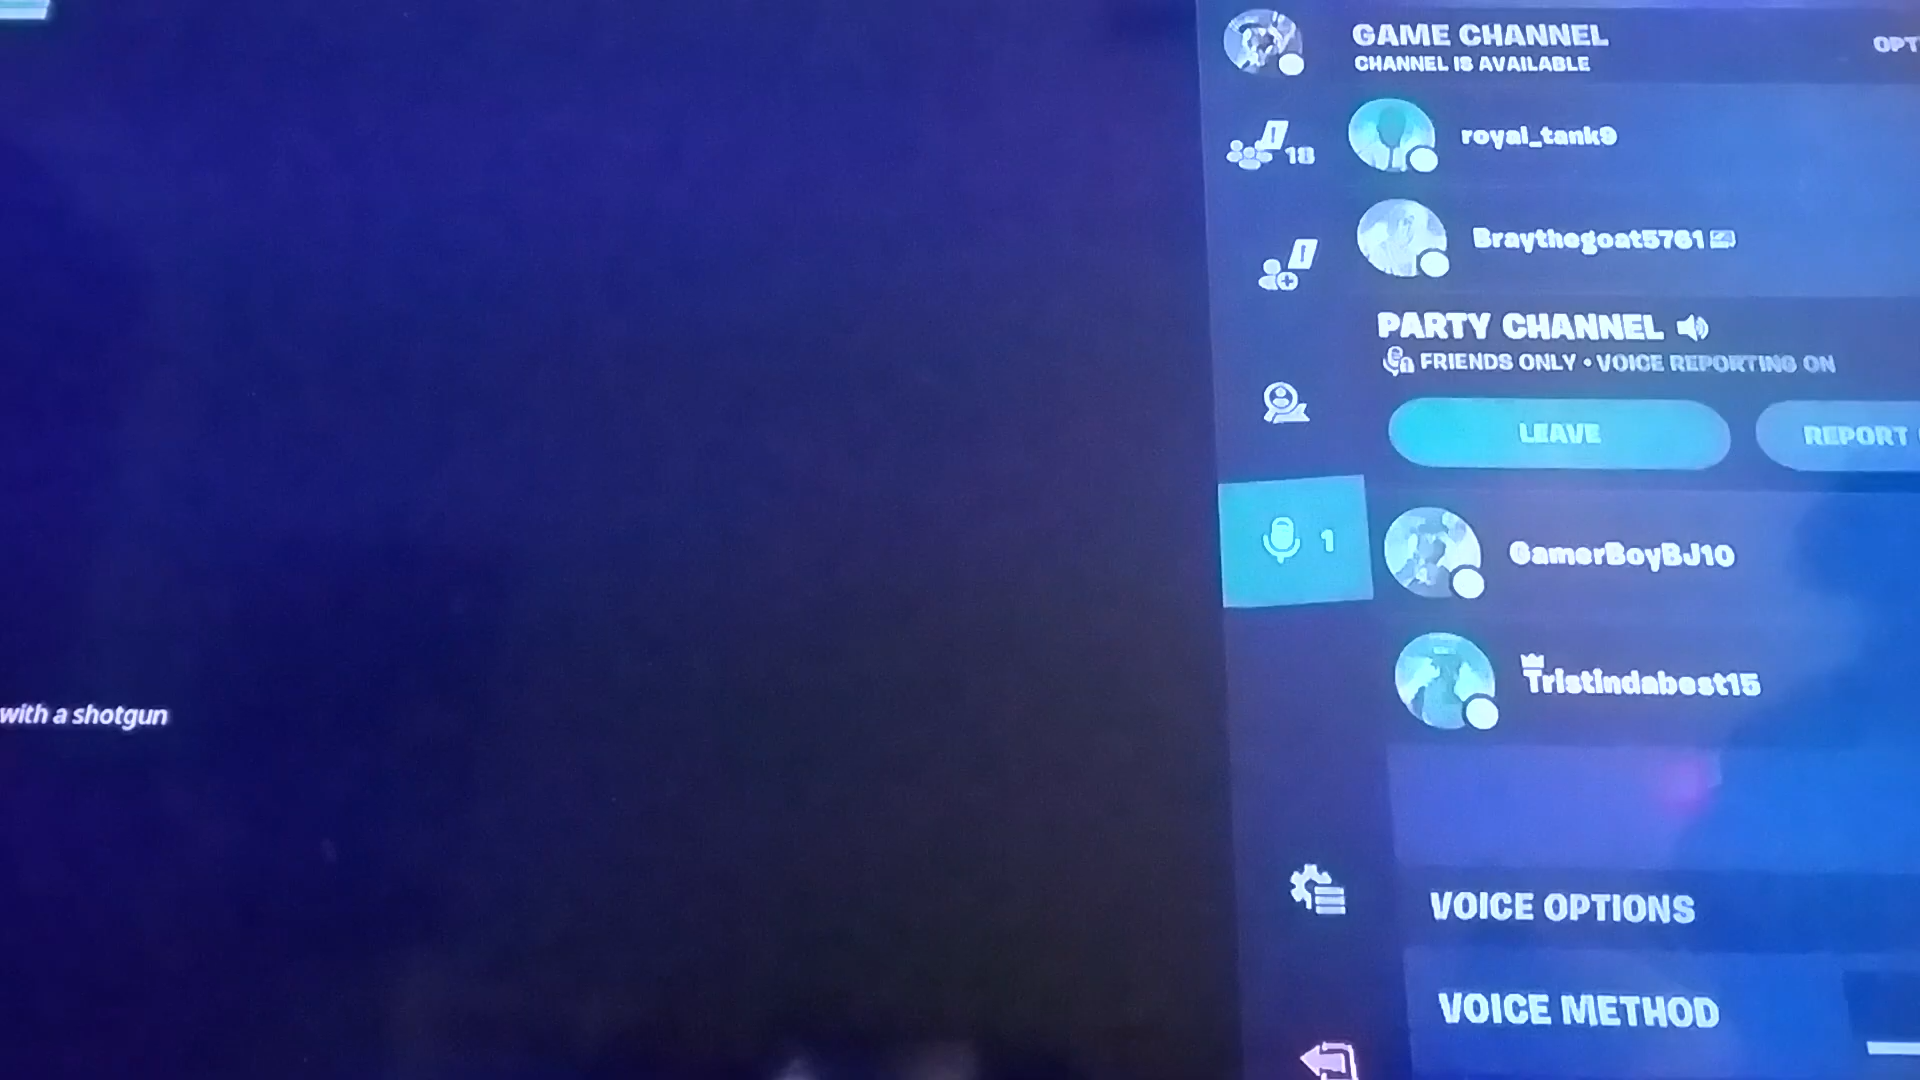 GAME CHANNEL
CHANNEL IS AVAILABLE
18
royal_tank9
Braythegoat5761
PARTY CHANNEL
FRIENDS ONLY • VOICE REPORTING ON
LEAVE
REPORT
1
GamerBoyBJ10
Tristindabest15
with a shotgun
VOICE OPTIONS
VOICE METHOD